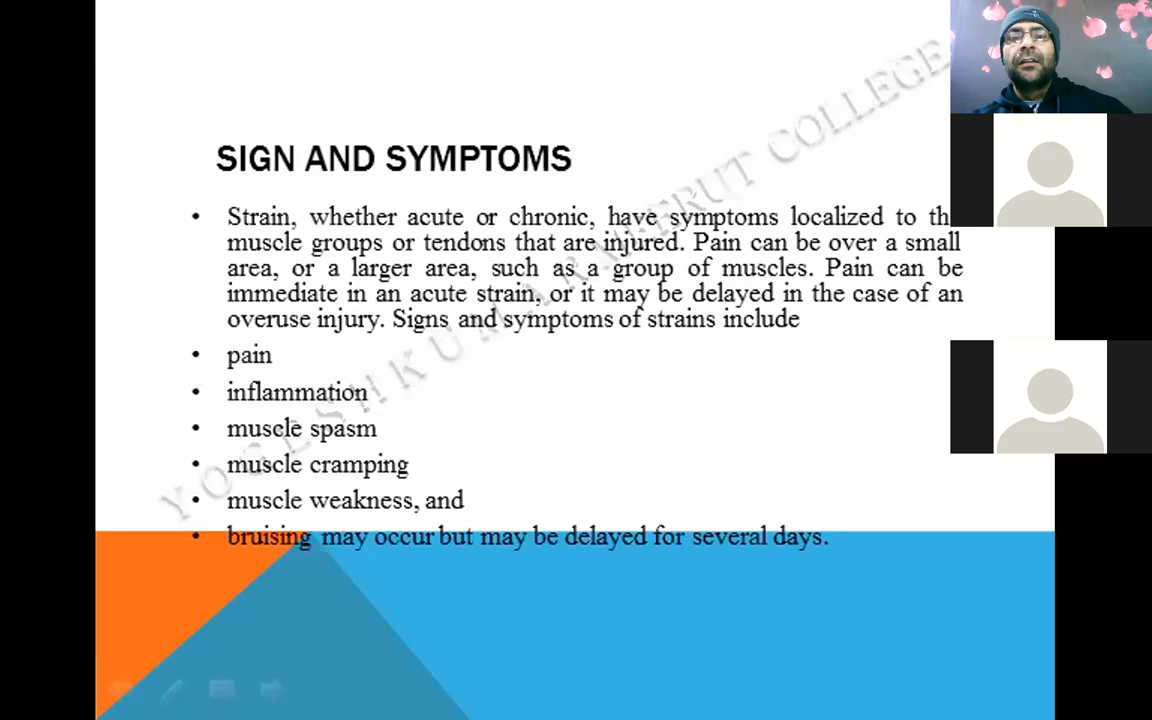 SIGN AND SYMPTOMS
• Strain, whether acute or chronic, have symptoms localized to th
muscle groups or tendons that are injured. Pain can be over a small
area, or a larger area, such as a group of muscles. Pain can be
immediate in an acute strain, or it may be delayed in the case of an
overuse injury. Signs and symptoms of strains include
• pain
• inflammation
• muscle spasm
• muscle cramping
• muscle weakness, and
• bruising may occur but may be delayed for several days.
YOGESH KUMAR MEERUT COLLEGE